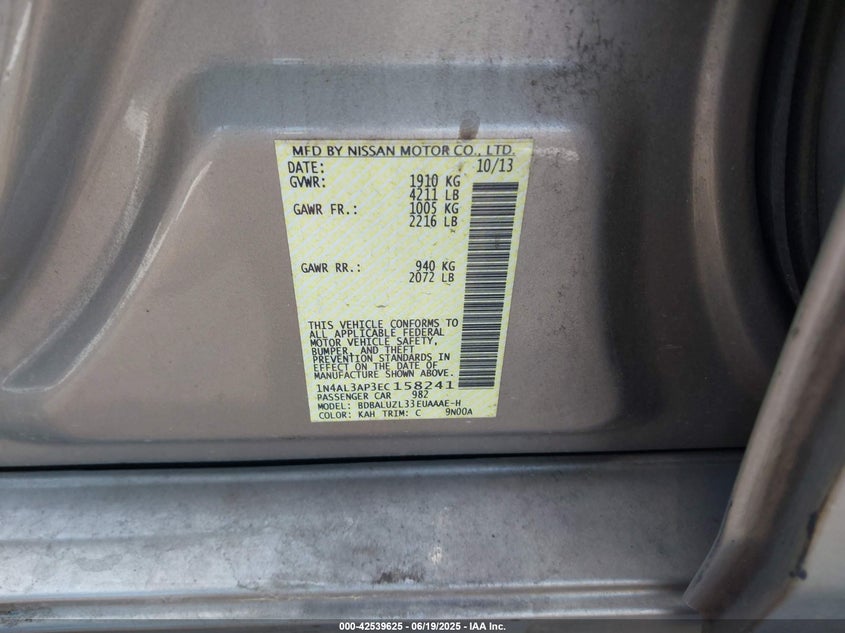 MFD BY NISSAN MOTOR CO., LTD.
DATE: 10/13
GVWR: 1910 KG
4211 LB
GAWR FR.: 1005 KG
2216 LB
GAWR RR.: 940 KG
2072 LB
THIS VEHICLE CONFORMS TO
ALL APPLICABLE FEDERAL
MOTOR VEHICLE SAFETY,
BUMPER, AND THEFT
PREVENTION STANDARDS IN
EFFECT ON THE DATE OF
MANUFACTURE SHOWN ABOVE.
1N4AL3AP3EC158241
PASSENGER CAR 982
MODEL: BDBALUZL33EUAAAE-H
COLOR: KAH TRIM: C 9N00A
000-42539625 - 06/19/2025 - IAA Inc.